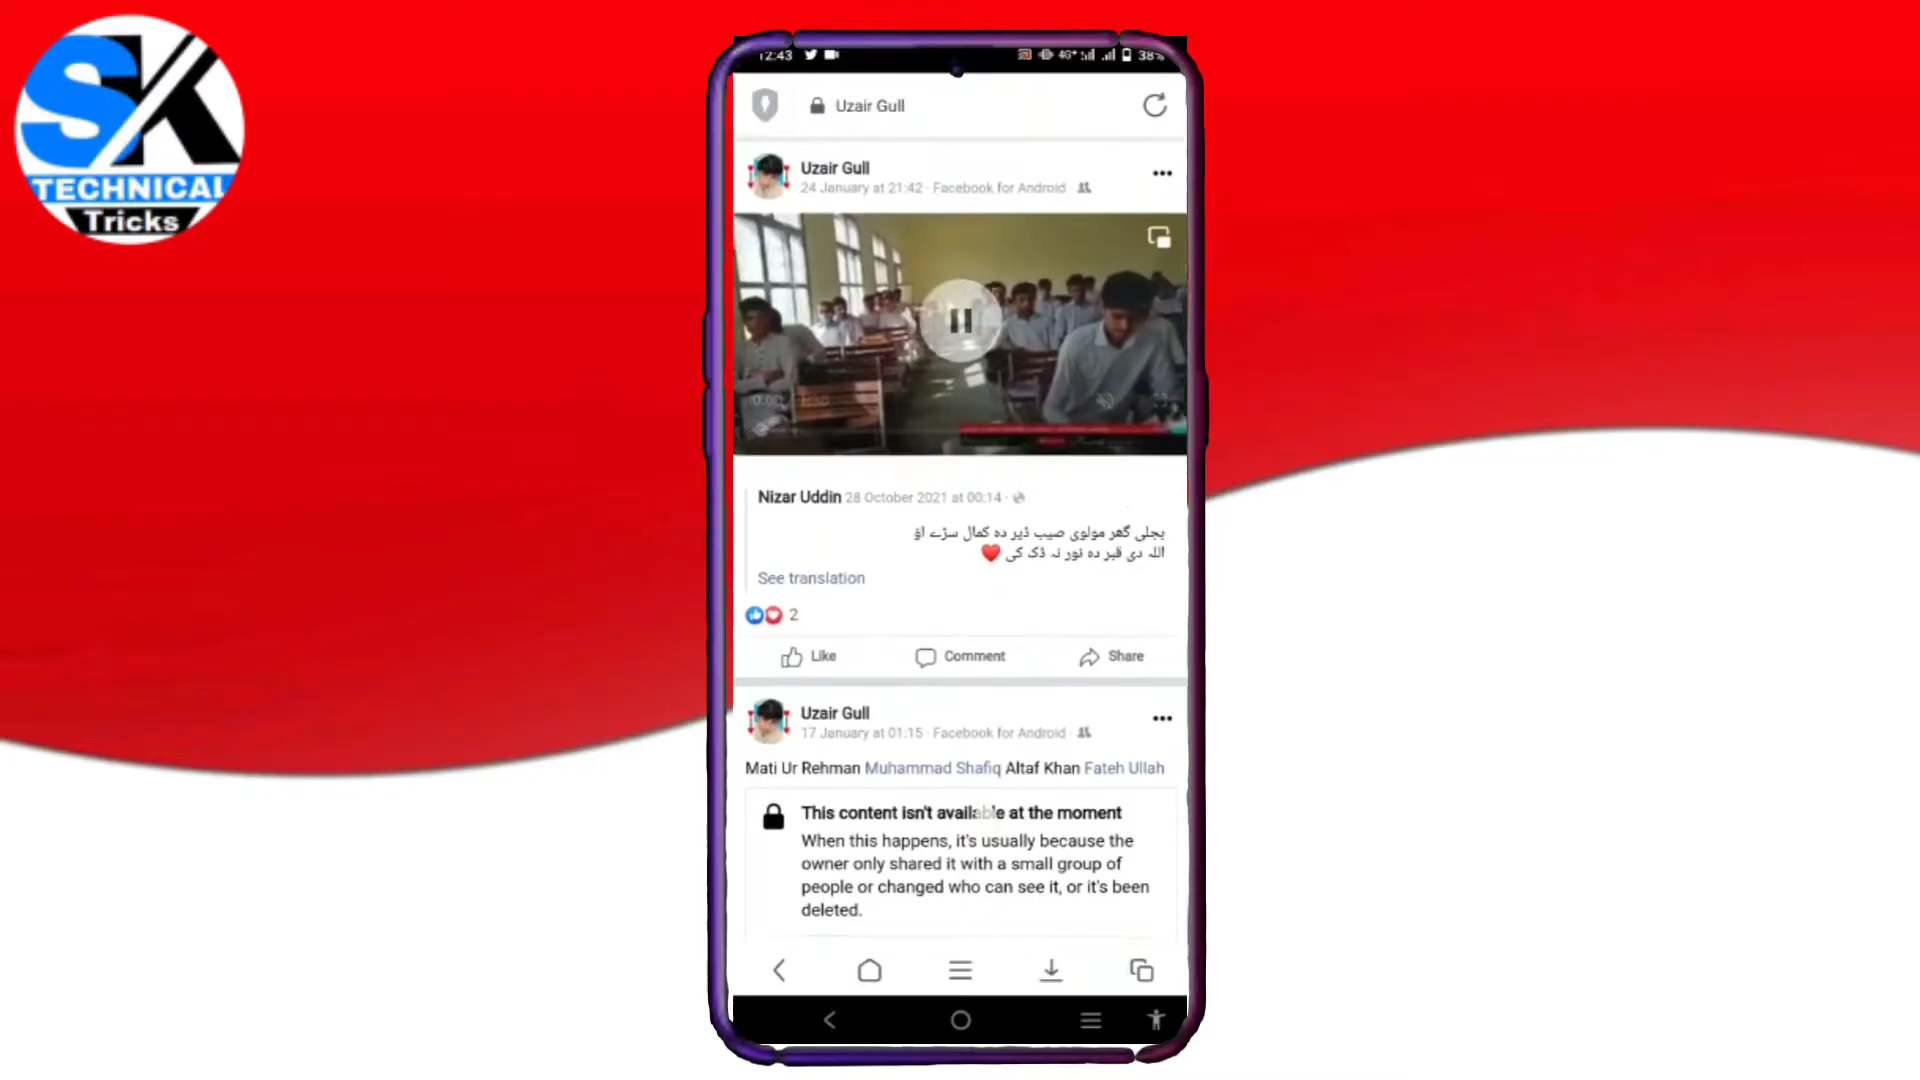 SK
TECHNICAL
Tricks
12:43
4G+
38%
Uzair Gull
Uzair Gull
24 January at 21:42 · Facebook for Android ·
0:00
Nizar Uddin 28 October 2021 at 00:14 ·
بجلی گھر مولوی صیب ڈیر دہ کمال سڑے اؤ
اللہ دی قبر دہ نور نہ ڈک کی ❤
See translation
2
Like
Comment
Share
Uzair Gull
17 January at 01:15 · Facebook for Android ·
Mati Ur Rehman Muhammad Shafiq Altaf Khan Fateh Ullah
This content isn't available at the moment
When this happens, it's usually because the
owner only shared it with a small group of
people or changed who can see it, or it's been
deleted.